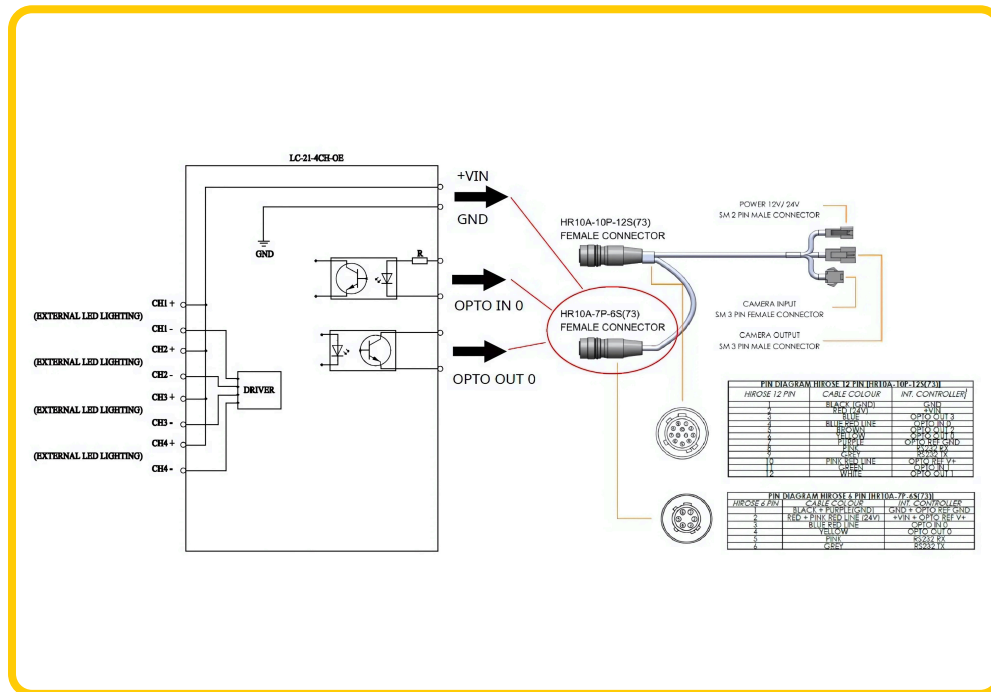 LC-21-4CH-OE
+VIN
GND
GND
R
OPTO IN 0
OPTO OUT 0
CH1 +
(EXTERNAL LED LIGHTING)
CH1 -
CH2 +
(EXTERNAL LED LIGHTING)
CH2 -
CH3 +
(EXTERNAL LED LIGHTING)
CH3 -
CH4 +
(EXTERNAL LED LIGHTING)
CH4 -
DRIVER
HR10A-10P-12S(73)
FEMALE CONNECTOR
HR10A-7P-6S(73)
FEMALE CONNECTOR
POWER 12V/ 24V
SM 2 PIN MALE CONNECTOR
CAMERA INPUT
SM 3 PIN FEMALE CONNECTOR
CAMERA OUTPUT
SM 3 PIN MALE CONNECTOR
PIN DIAGRAM HIROSE 12 PIN [HR10A-10P-12S(73)]
HIROSE 12 PIN CABLE COLOUR INT. CONTROLLER
1 BLACK (GND) GND
2 RED (24V) +VIN
3 BLUE OPTO OUT 3
4 BLUE RED LINE OPTO IN 0
5 BROWN OPTO OUT 2
6 YELLOW OPTO OUT 0
7 PURPLE OPTO REF GND
8 PINK RS232 RX
9 GREY RS232 TX
10 PINK RED LINE OPTO REF V+
11 GREEN OPTO IN 1
12 WHITE OPTO OUT 1
PIN DIAGRAM HIROSE 6 PIN [HR10A-7P-6S(73)]
HIROSE 6 PIN CABLE COLOUR INT. CONTROLLER
1 BLACK + PURPLE(GND) GND + OPTO REF GND
2 RED + PINK RED LINE (24V) +VIN + OPTO REF V+
3 BLUE RED LINE OPTO IN 0
4 YELLOW OPTO OUT 0
5 PINK RS232 RX
6 GREY RS232 TX